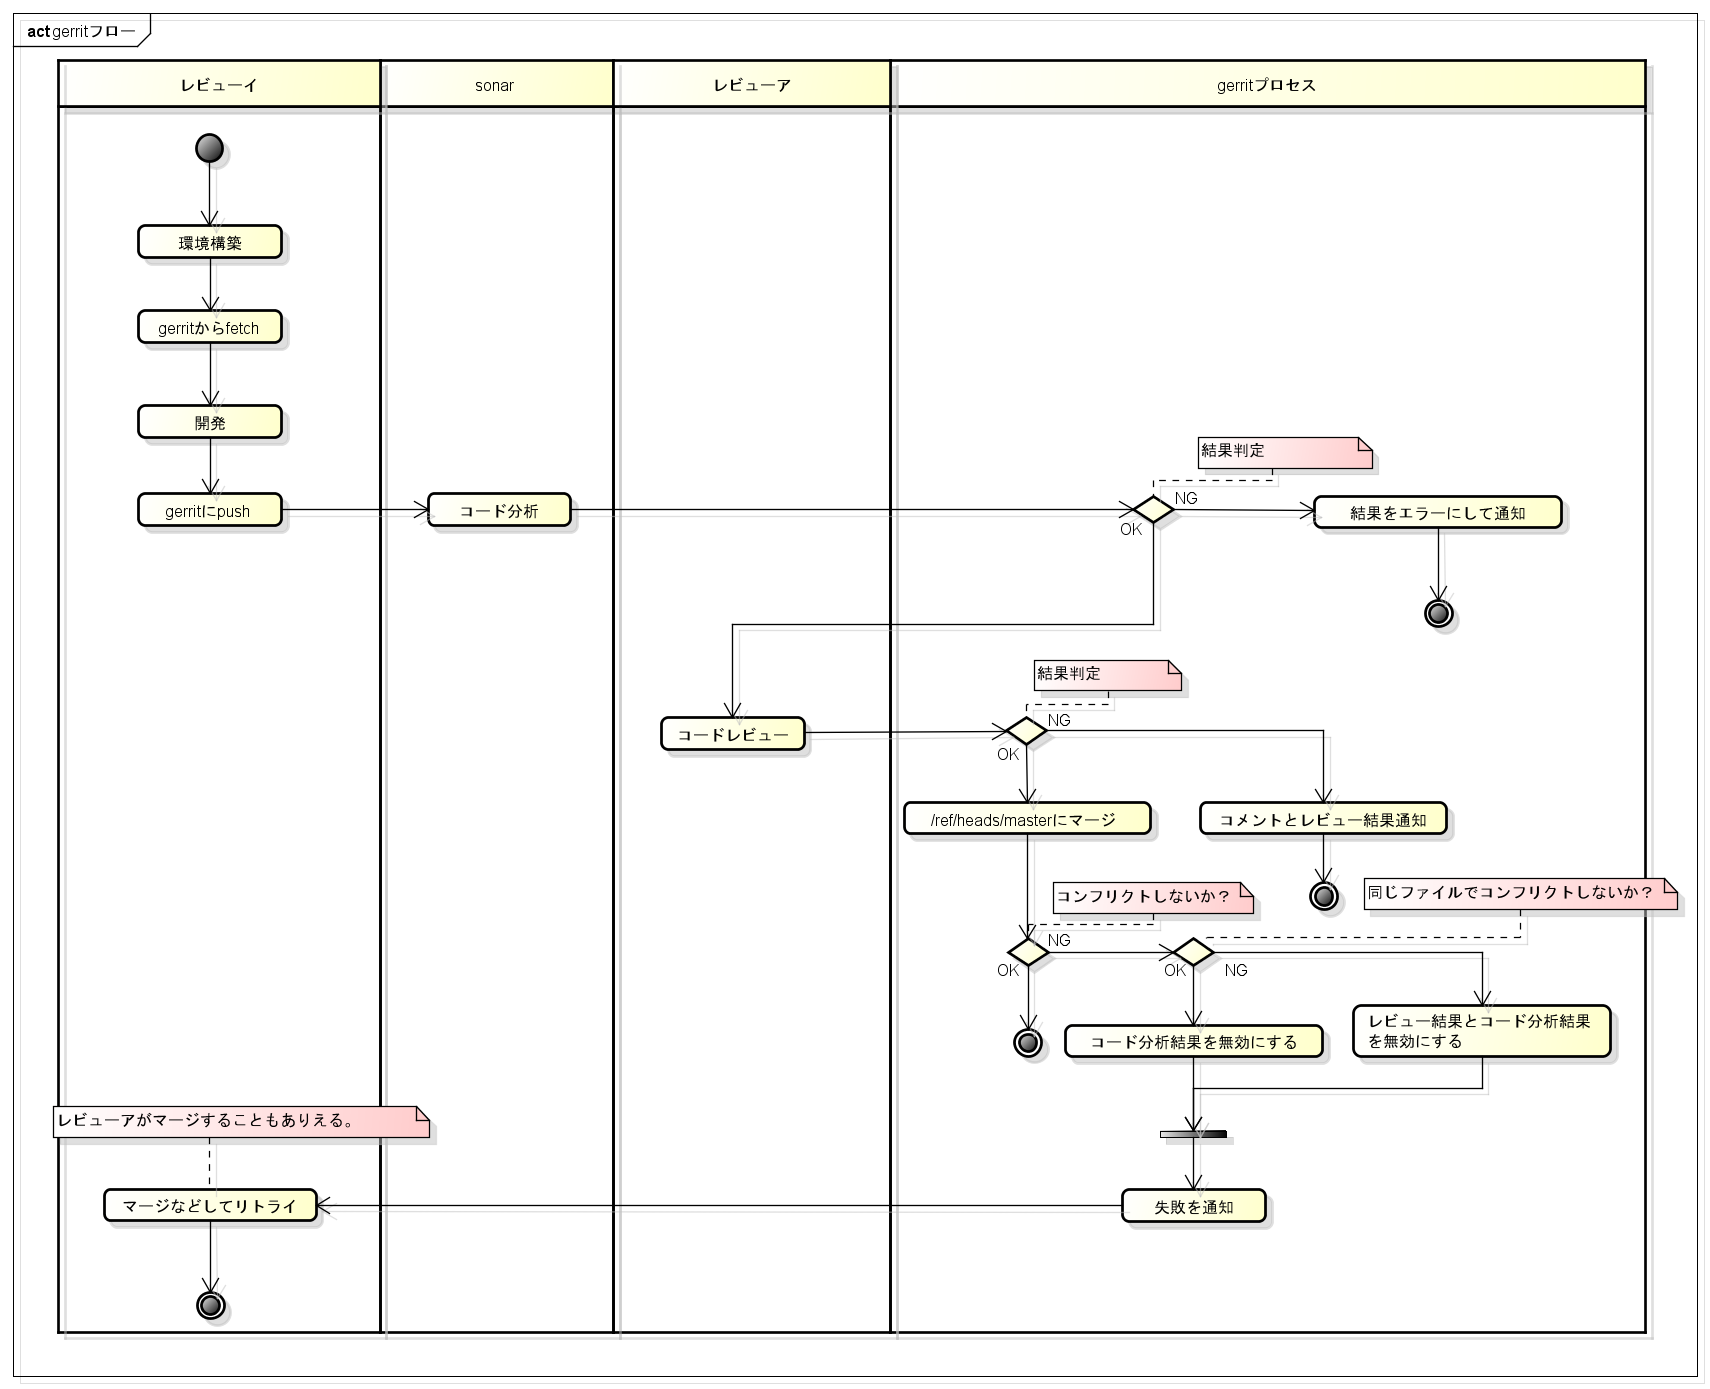 act gerritフロー
レビューイ
sonar
レビューア
gerritプロセス
環境構築
gerritからfetch
開発
結果判定
gerritにpush
コード分析
NG
OK
結果をエラーにして通知
結果判定
コードレビュー
NG
OK
/ref/heads/masterにマージ
コメントとレビュー結果通知
コンフリクトしないか？
同じファイルでコンフリクトしないか？
NG
OK
OK
NG
コード分析結果を無効にする
レビュー結果とコード分析結果
を無効にする
レビューアがマージすることもありえる。
マージなどしてリトライ
失敗を通知